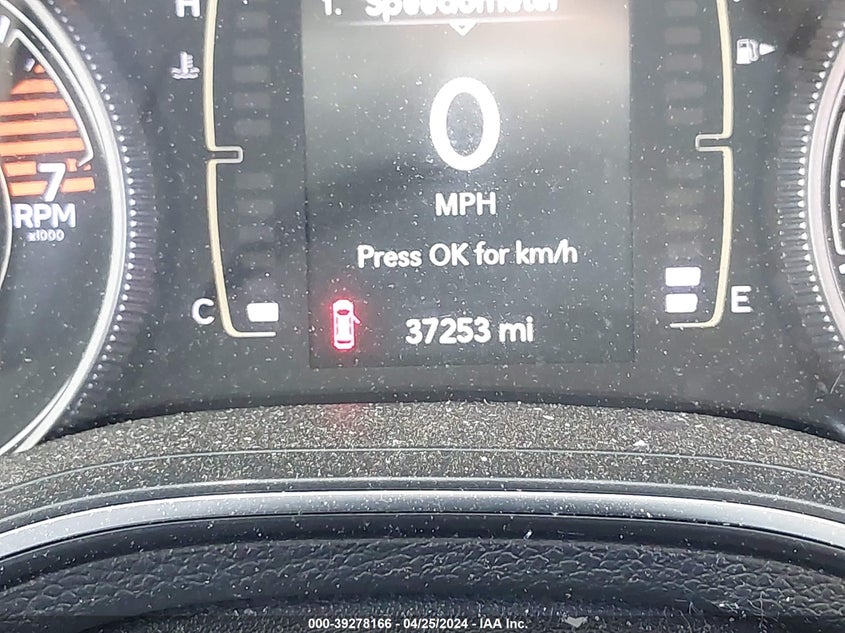 H
1. Speedometer
0
7
RPM
x1000
MPH
Press OK for km/h
C
E
37253 mi
000-39278166 - 04/25/2024 - IAA Inc.